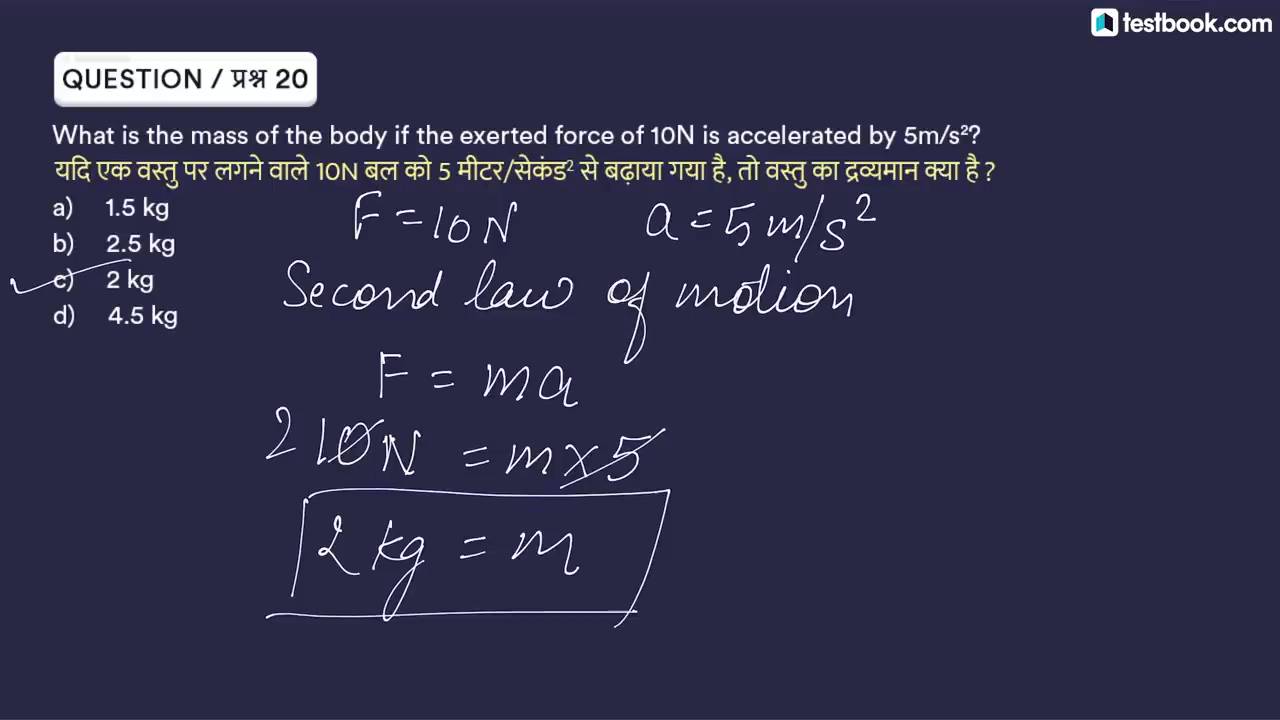 testbook.com
QUESTION / प्रश्न 20
What is the mass of the body if the exerted force of 10N is accelerated by 5m/s²?
यदि एक वस्तु पर लगने वाले 10N बल को 5 मीटर/सेकंड² से बढ़ाया गया है, तो वस्तु का द्रव्यमान क्या है ?
a) 1.5 kg
b) 2.5 kg
c) 2 kg
d) 4.5 kg
F = 10N a = 5m/s²
Second law of motion
F = ma
2 10N = m×5
2 kg = m